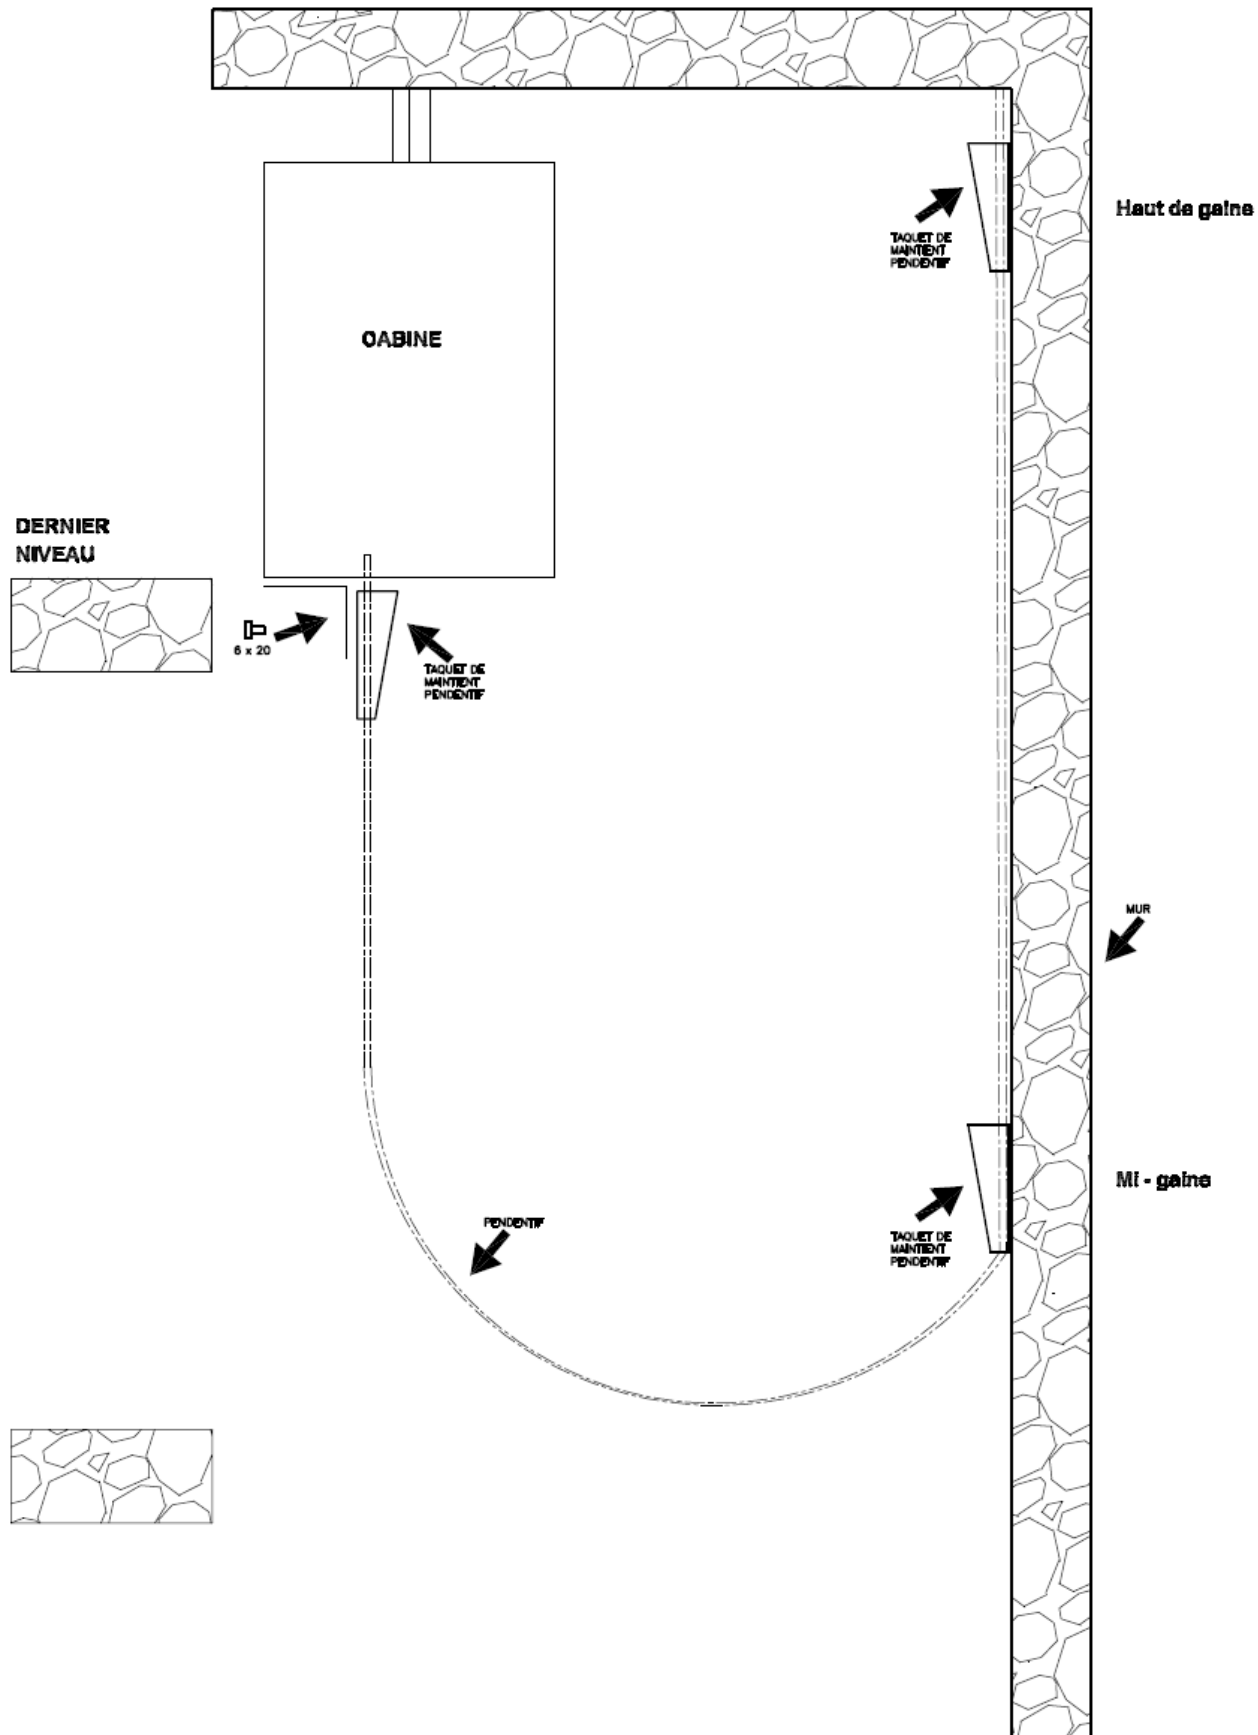 Haut de gaine
TAQUET DE
MAINTIENT
PENDENTIF
CABINE
DERNIER
NIVEAU
6 x 20
TAQUET DE
MAINTIENT
PENDENTIF
MUR
Mi - gaine
PENDENTIF
TAQUET DE
MAINTIENT
PENDENTIF